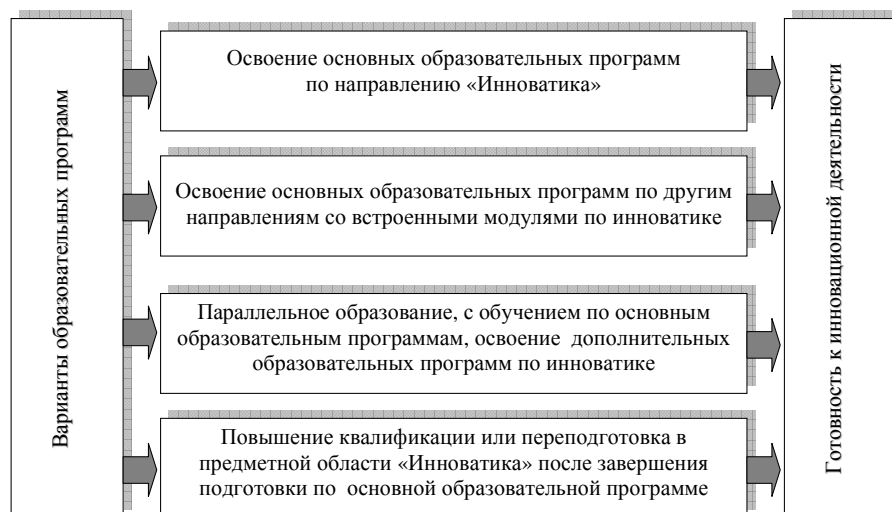 Варианты образовательных программ
Освоение основных образовательных программ
по направлению «Инноватика»
Освоение основных образовательных программ по другим
направлениям со встроенными модулями по инноватике
Параллельное образование, с обучением по основным
образовательным программам, освоение дополнительных
образовательных программ по инноватике
Повышение квалификации или переподготовка в
предметной области «Инноватика» после завершения
подготовки по основной образовательной программе
Готовность к инновационной деятельности